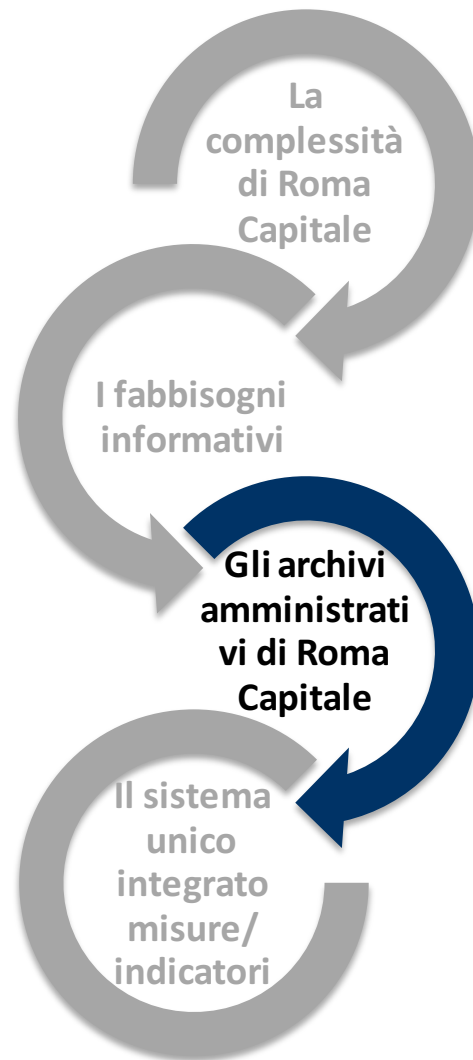 La
complessità
di Roma
Capitale
I fabbisogni
informativi
Gli archivi
amministrati
vi di Roma
Capitale
Il sistema
unico
integrato
misure/
indicatori